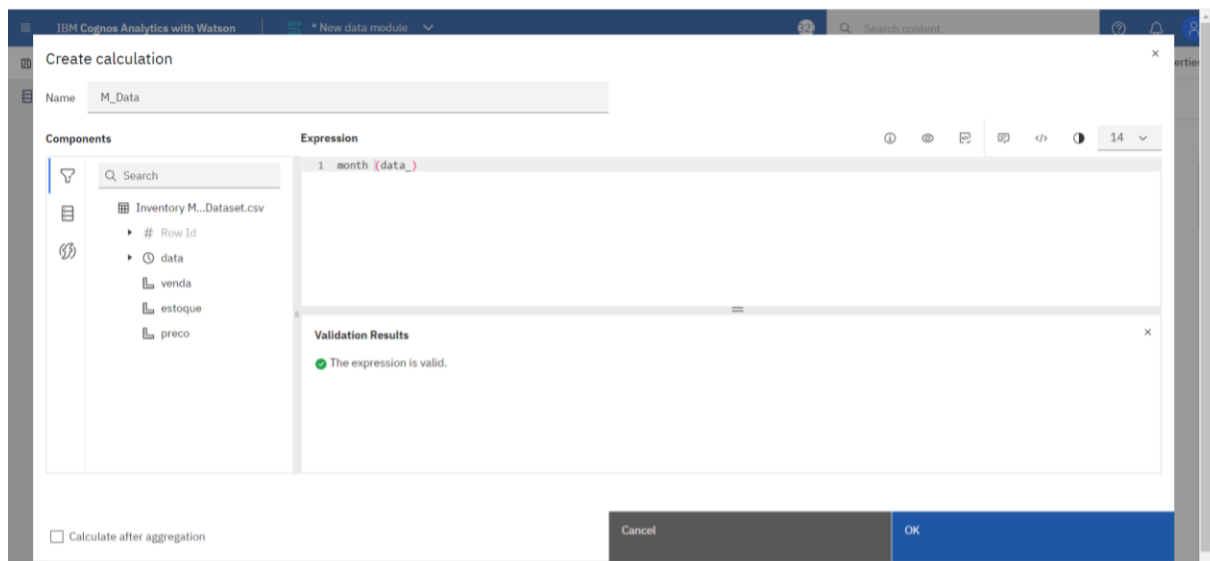 IBM Cognos Analytics with Watson
* New data module
Search content
Create calculation
Name
M_Data
Components
Expression
14
1 month (data_)
Search
Inventory M...Dataset.csv
# Row Id
data
venda
estoque
preco
Validation Results
The expression is valid.
Calculate after aggregation
Cancel
OK